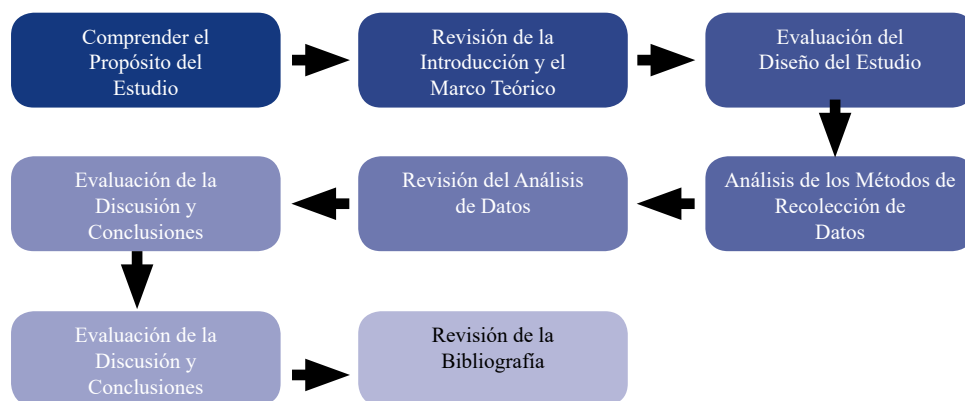 Comprender el
Propósito del
Estudio
Revisión de la
Introducción y el
Marco Teórico
Evaluación del
Diseño del Estudio
Análisis de los Métodos de
Recolección de
Datos
Revisión del Análisis
de Datos
Evaluación de la
Discusión y
Conclusiones
Evaluación de la
Discusión y
Conclusiones
Revisión de la
Bibliografía